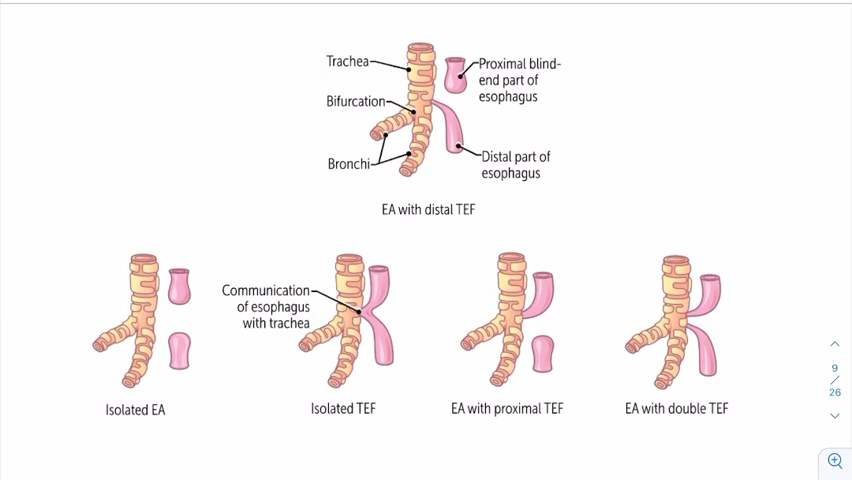 Trachea
Proximal blind-
end part of
esophagus
Bifurcation
Bronchi
Distal part of
esophagus
EA with distal TEF
Communication
of esophagus
with trachea
Isolated EA
Isolated TEF
EA with proximal TEF
EA with double TEF
9
/
26